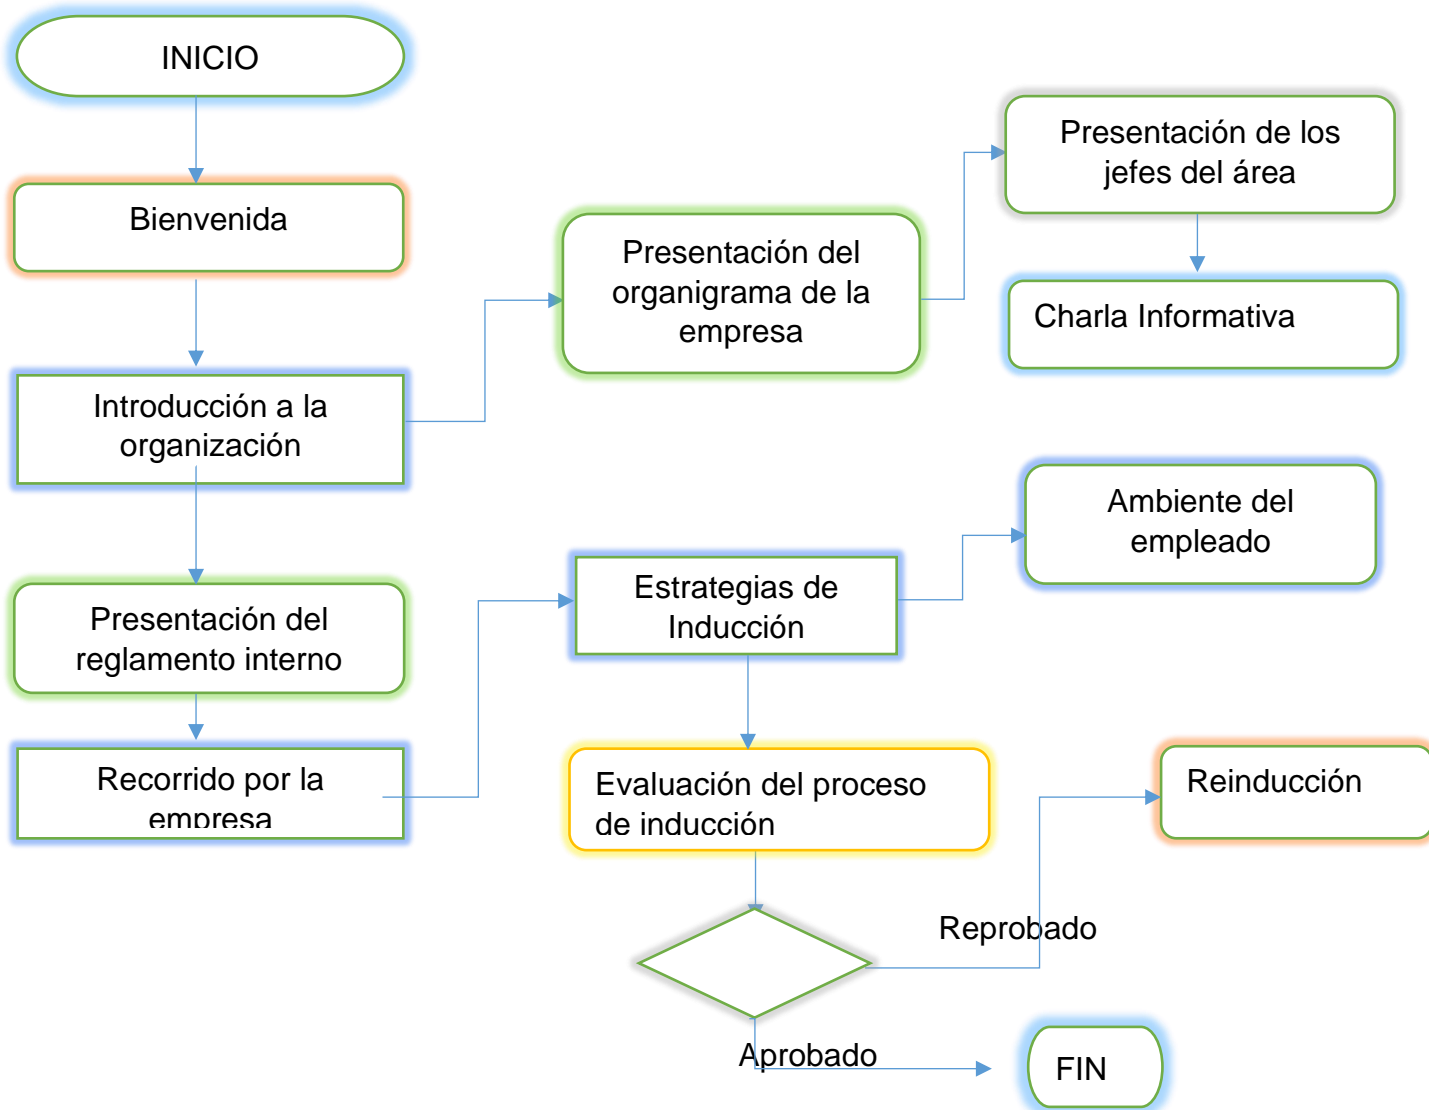 INICIO
Bienvenida
Introducción a la
organización
Presentación del
reglamento interno
Recorrido por la
empresa
Presentación del
organigrama de la
empresa
Presentación de los
jefes del área
Charla Informativa
Estrategias de
Inducción
Ambiente del
empleado
Evaluación del proceso
de inducción
Reinducción
Reprobado
Aprobado
FIN